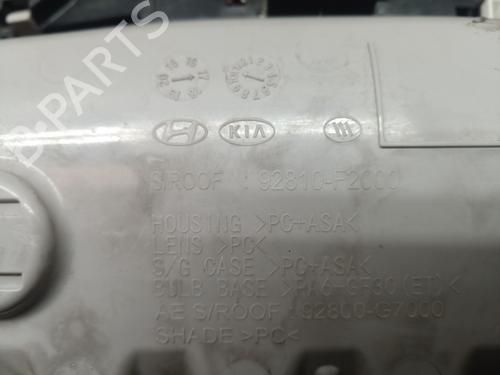 KIA
S/ROOF : 92810-F2000
HOUSING >PC+ASA<
LENS >PC<
S/G CASE >PC+ASA<
BULB BASE >PA6-GF30(ET)<
AE S/ROOF 92800-G7000
SHADE >PC<
B-PARTS